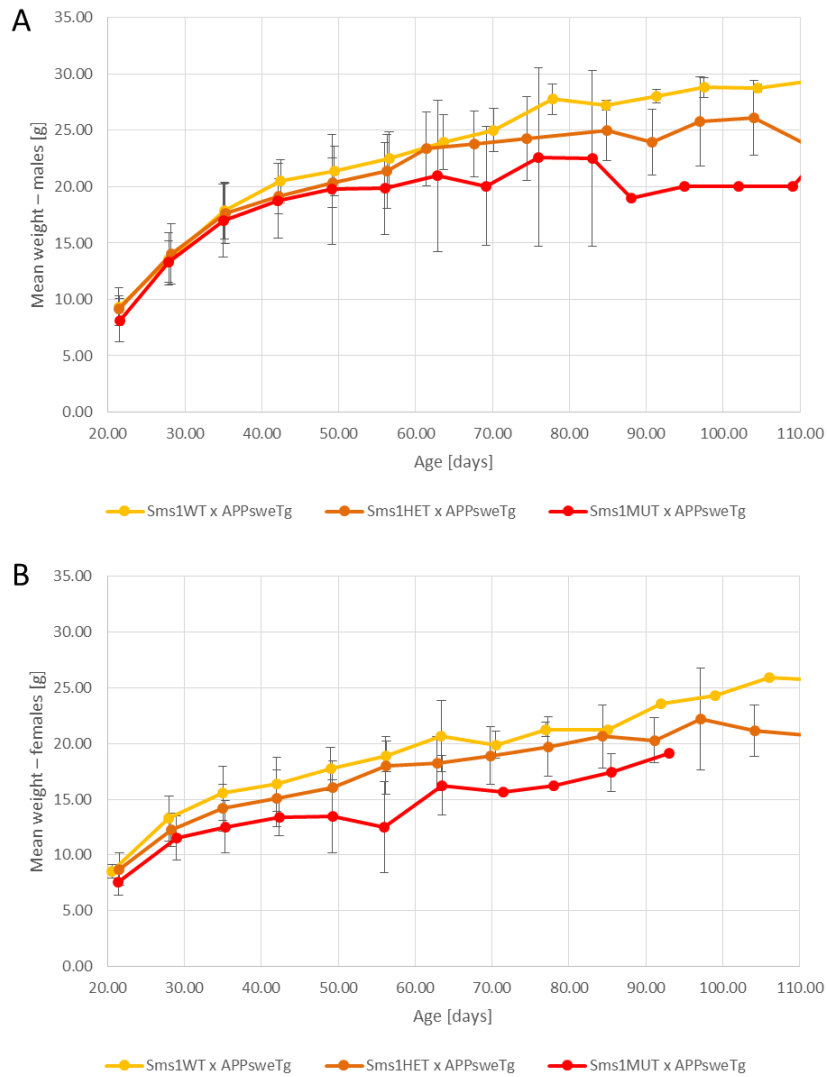 A
35.00
30.00
25.00
20.00
15.00
10.00
5.00
0.00
Mean weight – males [g]
20.00 30.00 40.00 50.00 60.00 70.00 80.00 90.00 100.00 110.00
Age [days]
Sms1WT x APPsweTg Sms1HET x APPsweTg Sms1MUT x APPsweTg
B
35.00
30.00
25.00
20.00
15.00
10.00
5.00
0.00
Mean weight – females [g]
20.00 30.00 40.00 50.00 60.00 70.00 80.00 90.00 100.00 110.00
Age [days]
Sms1WT x APPsweTg Sms1HET x APPsweTg Sms1MUT x APPsweTg